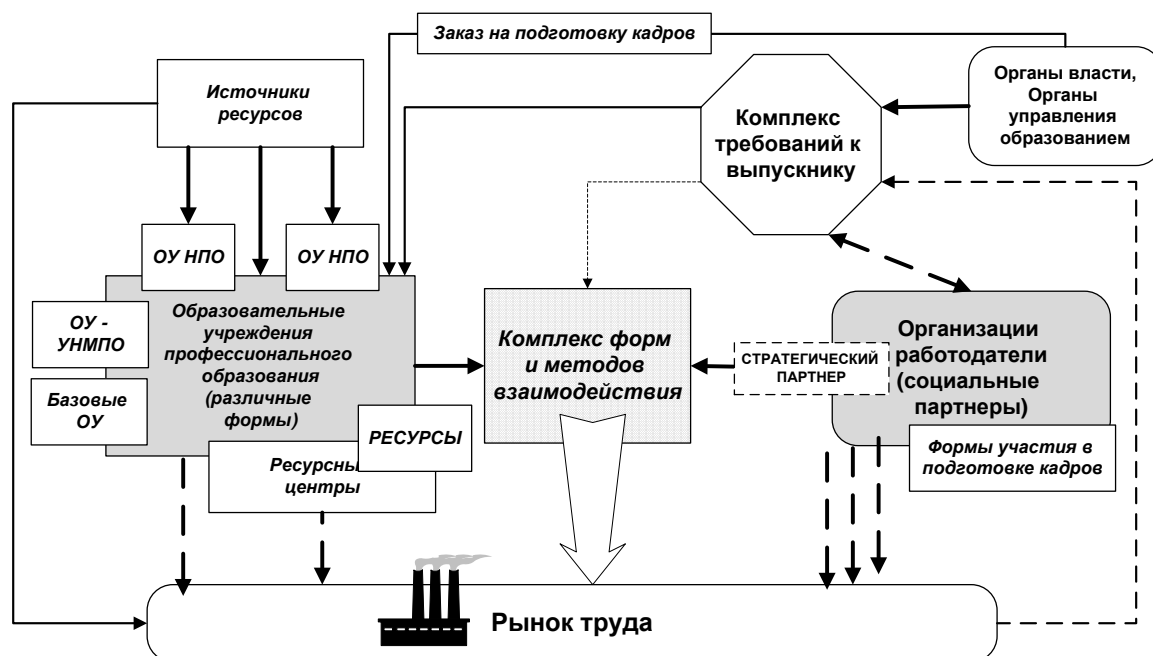 Заказ на подготовку кадров
Источники
ресурсов
Органы власти,
Органы
управления
образованием
Комплекс
требований к
выпускнику
ОУ НПО
ОУ НПО
ОУ -
УНМПО
Базовые
ОУ
Образовательные
учреждения
профессионального
образования
(различные
формы)
РЕСУРСЫ
Ресурсны
центры
Комплекс форм
и методов
взаимодействия
СТРАТЕГИЧЕСКИЙ
ПАРТНЕР
Организации
работодатели
(социальные
партнеры)
Формы участия в
подготовке кадров
Рынок труда